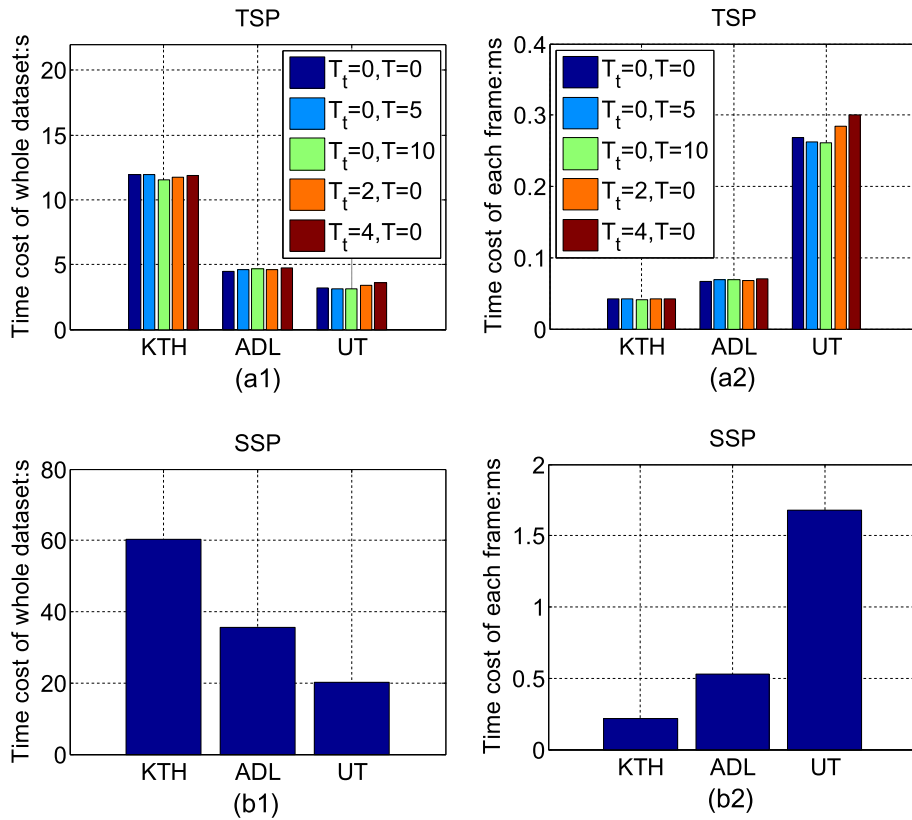 TSP
Time cost of whole dataset:s
20
15
10
5
0
T_t=0,T=0
T_t=0,T=5
T_t=0,T=10
T_t=2,T=0
T_t=4,T=0
KTH ADL UT
(a1)
TSP
Time cost of each frame:ms
0.4
0.3
0.2
0.1
0
T_t=0,T=0
T_t=0,T=5
T_t=0,T=10
T_t=2,T=0
T_t=4,T=0
KTH ADL UT
(a2)
SSP
Time cost of whole dataset:s
80
60
40
20
0
KTH ADL UT
(b1)
SSP
Time cost of each frame:ms
2
1.5
1
0.5
0
KTH ADL UT
(b2)